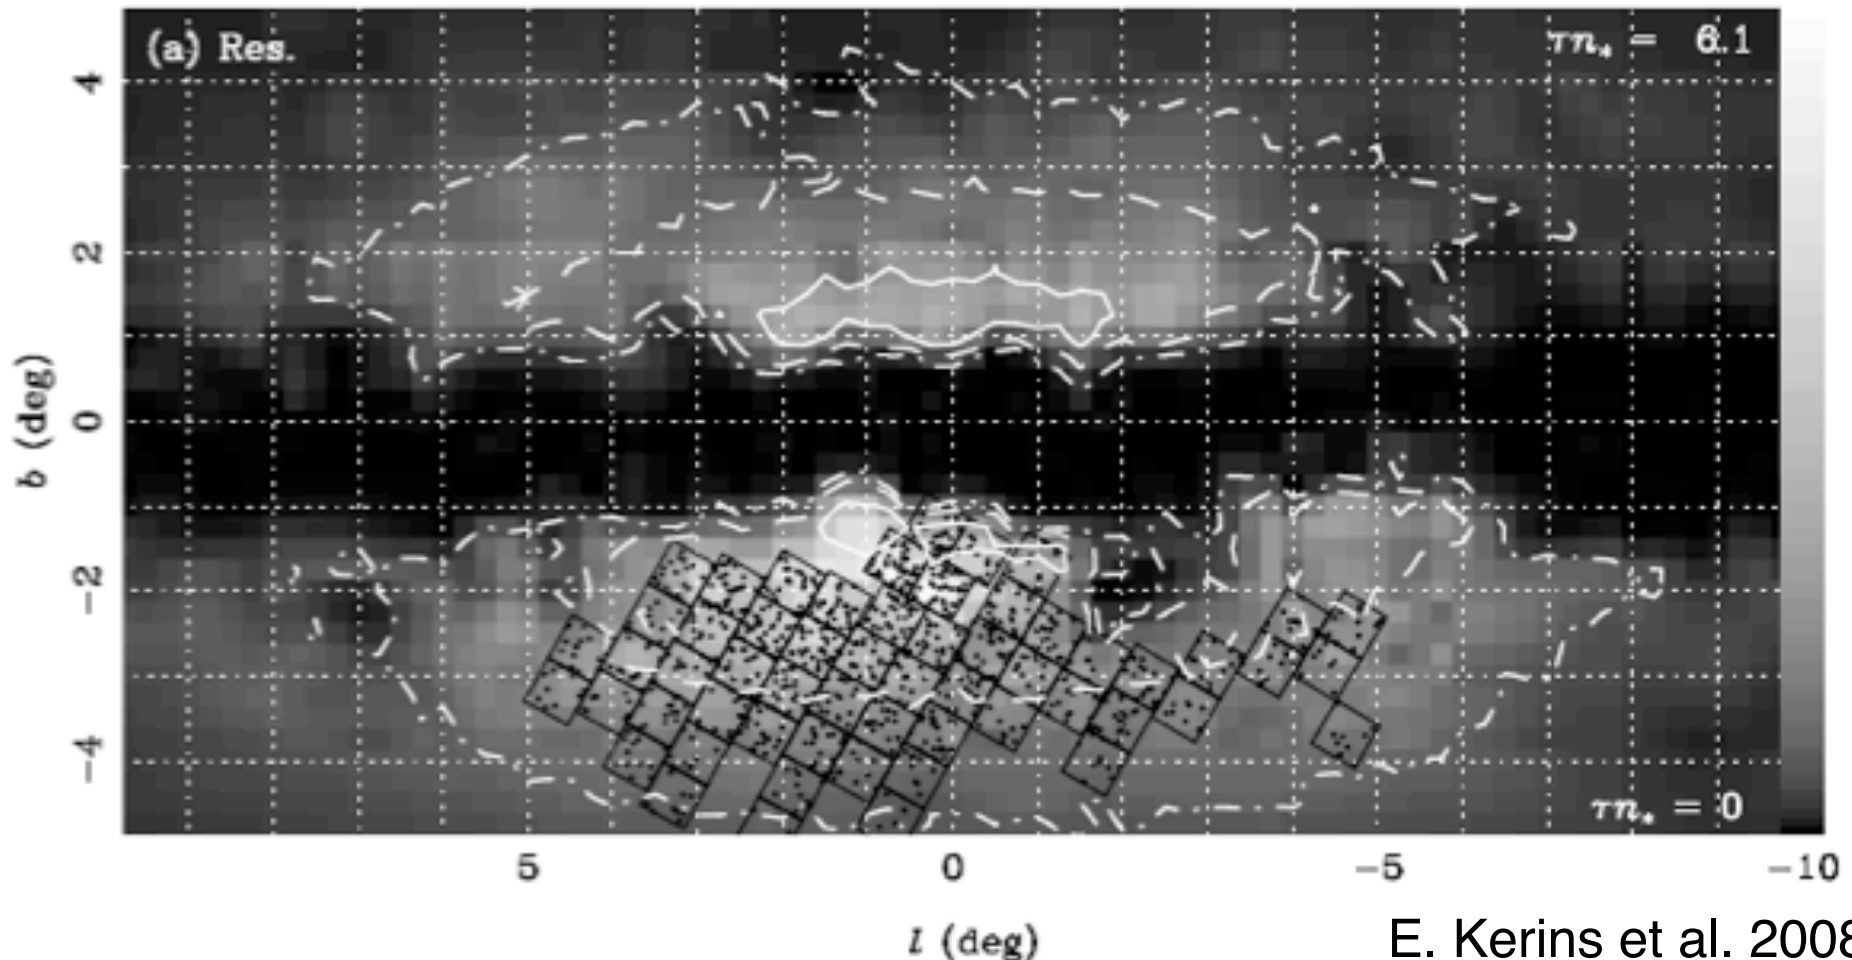 (a) Res.
τn* = 6.1
4
2
0
−2
−4
b (deg)
τn* = 0
5
0
−5
−10
l (deg)
E. Kerins et al. 2008